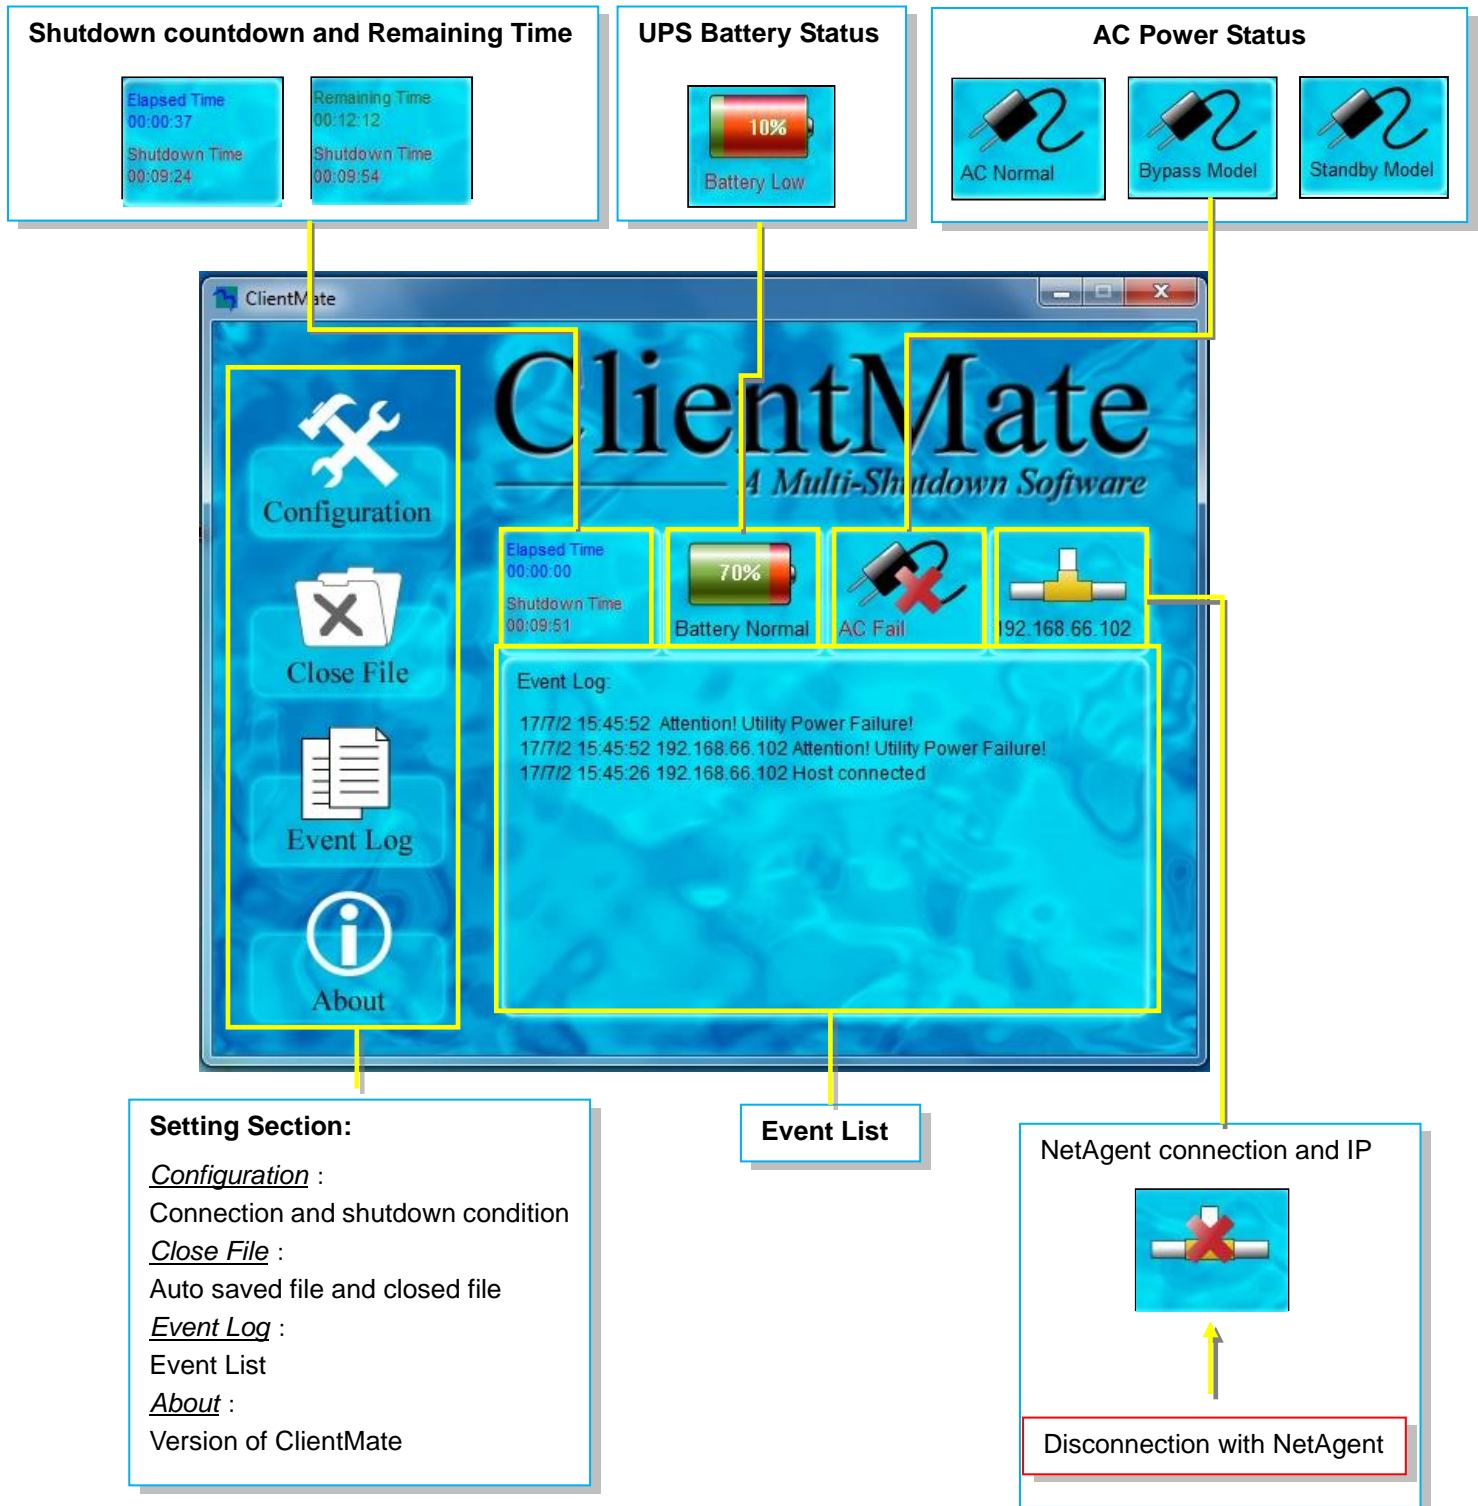 Shutdown countdown and Remaining Time
Elapsed Time
00:00:37
Shutdown Time
00:09:24
Remaining Time
00:12:12
Shutdown Time
00:09:54
UPS Battery Status
10%
Battery Low
AC Power Status
AC Normal
Bypass Model
Standby Model
ClientMate
ClientMate
A Multi-Shutdown Software
Configuration
Close File
Event Log
About
Elapsed Time
00:00:00
Shutdown Time
00:09:51
70%
Battery Normal
AC Fail
192.168.66.102
Event Log:
17/7/2 15:45:52 Attention! Utility Power Failure!
17/7/2 15:45:52 192.168.66.102 Attention! Utility Power Failure!
17/7/2 15:45:26 192.168.66.102 Host connected
Setting Section:
Configuration :
Connection and shutdown condition
Close File :
Auto saved file and closed file
Event Log :
Event List
About :
Version of ClientMate
Event List
NetAgent connection and IP
Disconnection with NetAgent